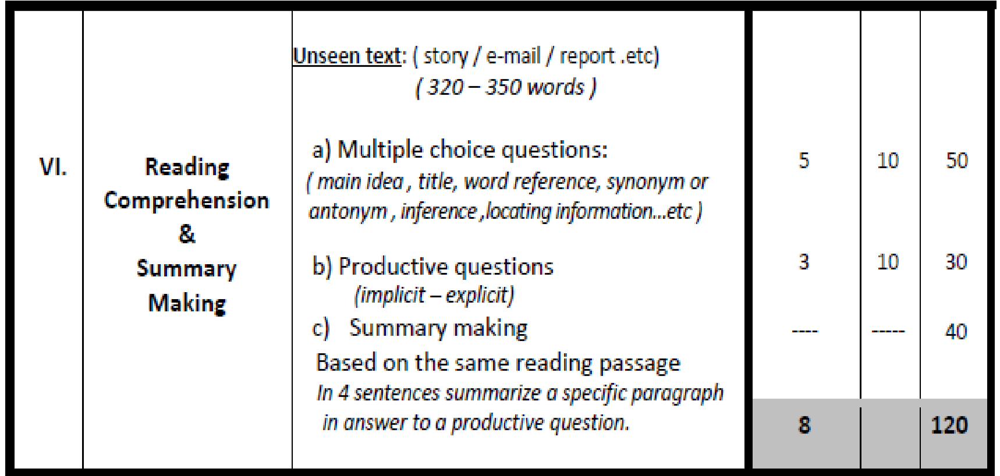 Unseen text: ( story / e-mail / report .etc)
( 320 – 350 words )
VI.
Reading
Comprehension
&
Summary
Making
a) Multiple choice questions:
( main idea , title, word reference, synonym or
antonym , inference ,locating information...etc )
5 10 50
b) Productive questions
(implicit – explicit)
3 10 30
c) Summary making
---- ----- 40
Based on the same reading passage
In 4 sentences summarize a specific paragraph
in answer to a productive question.
8 120